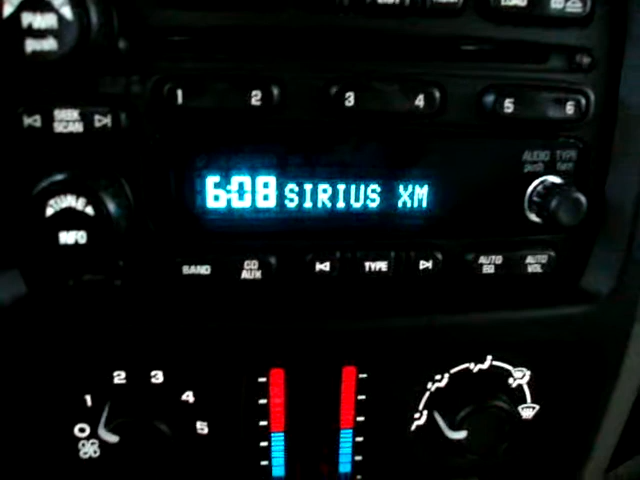 LOAD
PWR
push
1 2 3 4 5 6
SEEK
SCAN
AUDIO TYPE
push turn
6:08 SIRIUS XM
TUNE
INFO
BAND
CD
AUX
TYPE
AUTO
EQ
AUTO
VOL
0 1 2 3 4 5